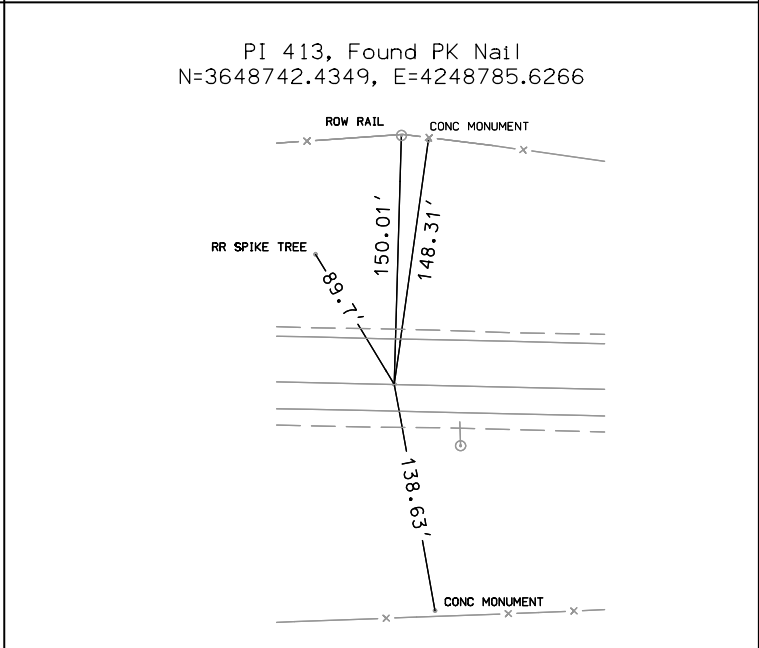 PI 413, Found PK Nail
N=3648742.4349, E=4248785.6266
ROW RAIL
CONC MONUMENT
150.01'
148.31'
RR SPIKE TREE
89.7'
138.63'
CONC MONUMENT